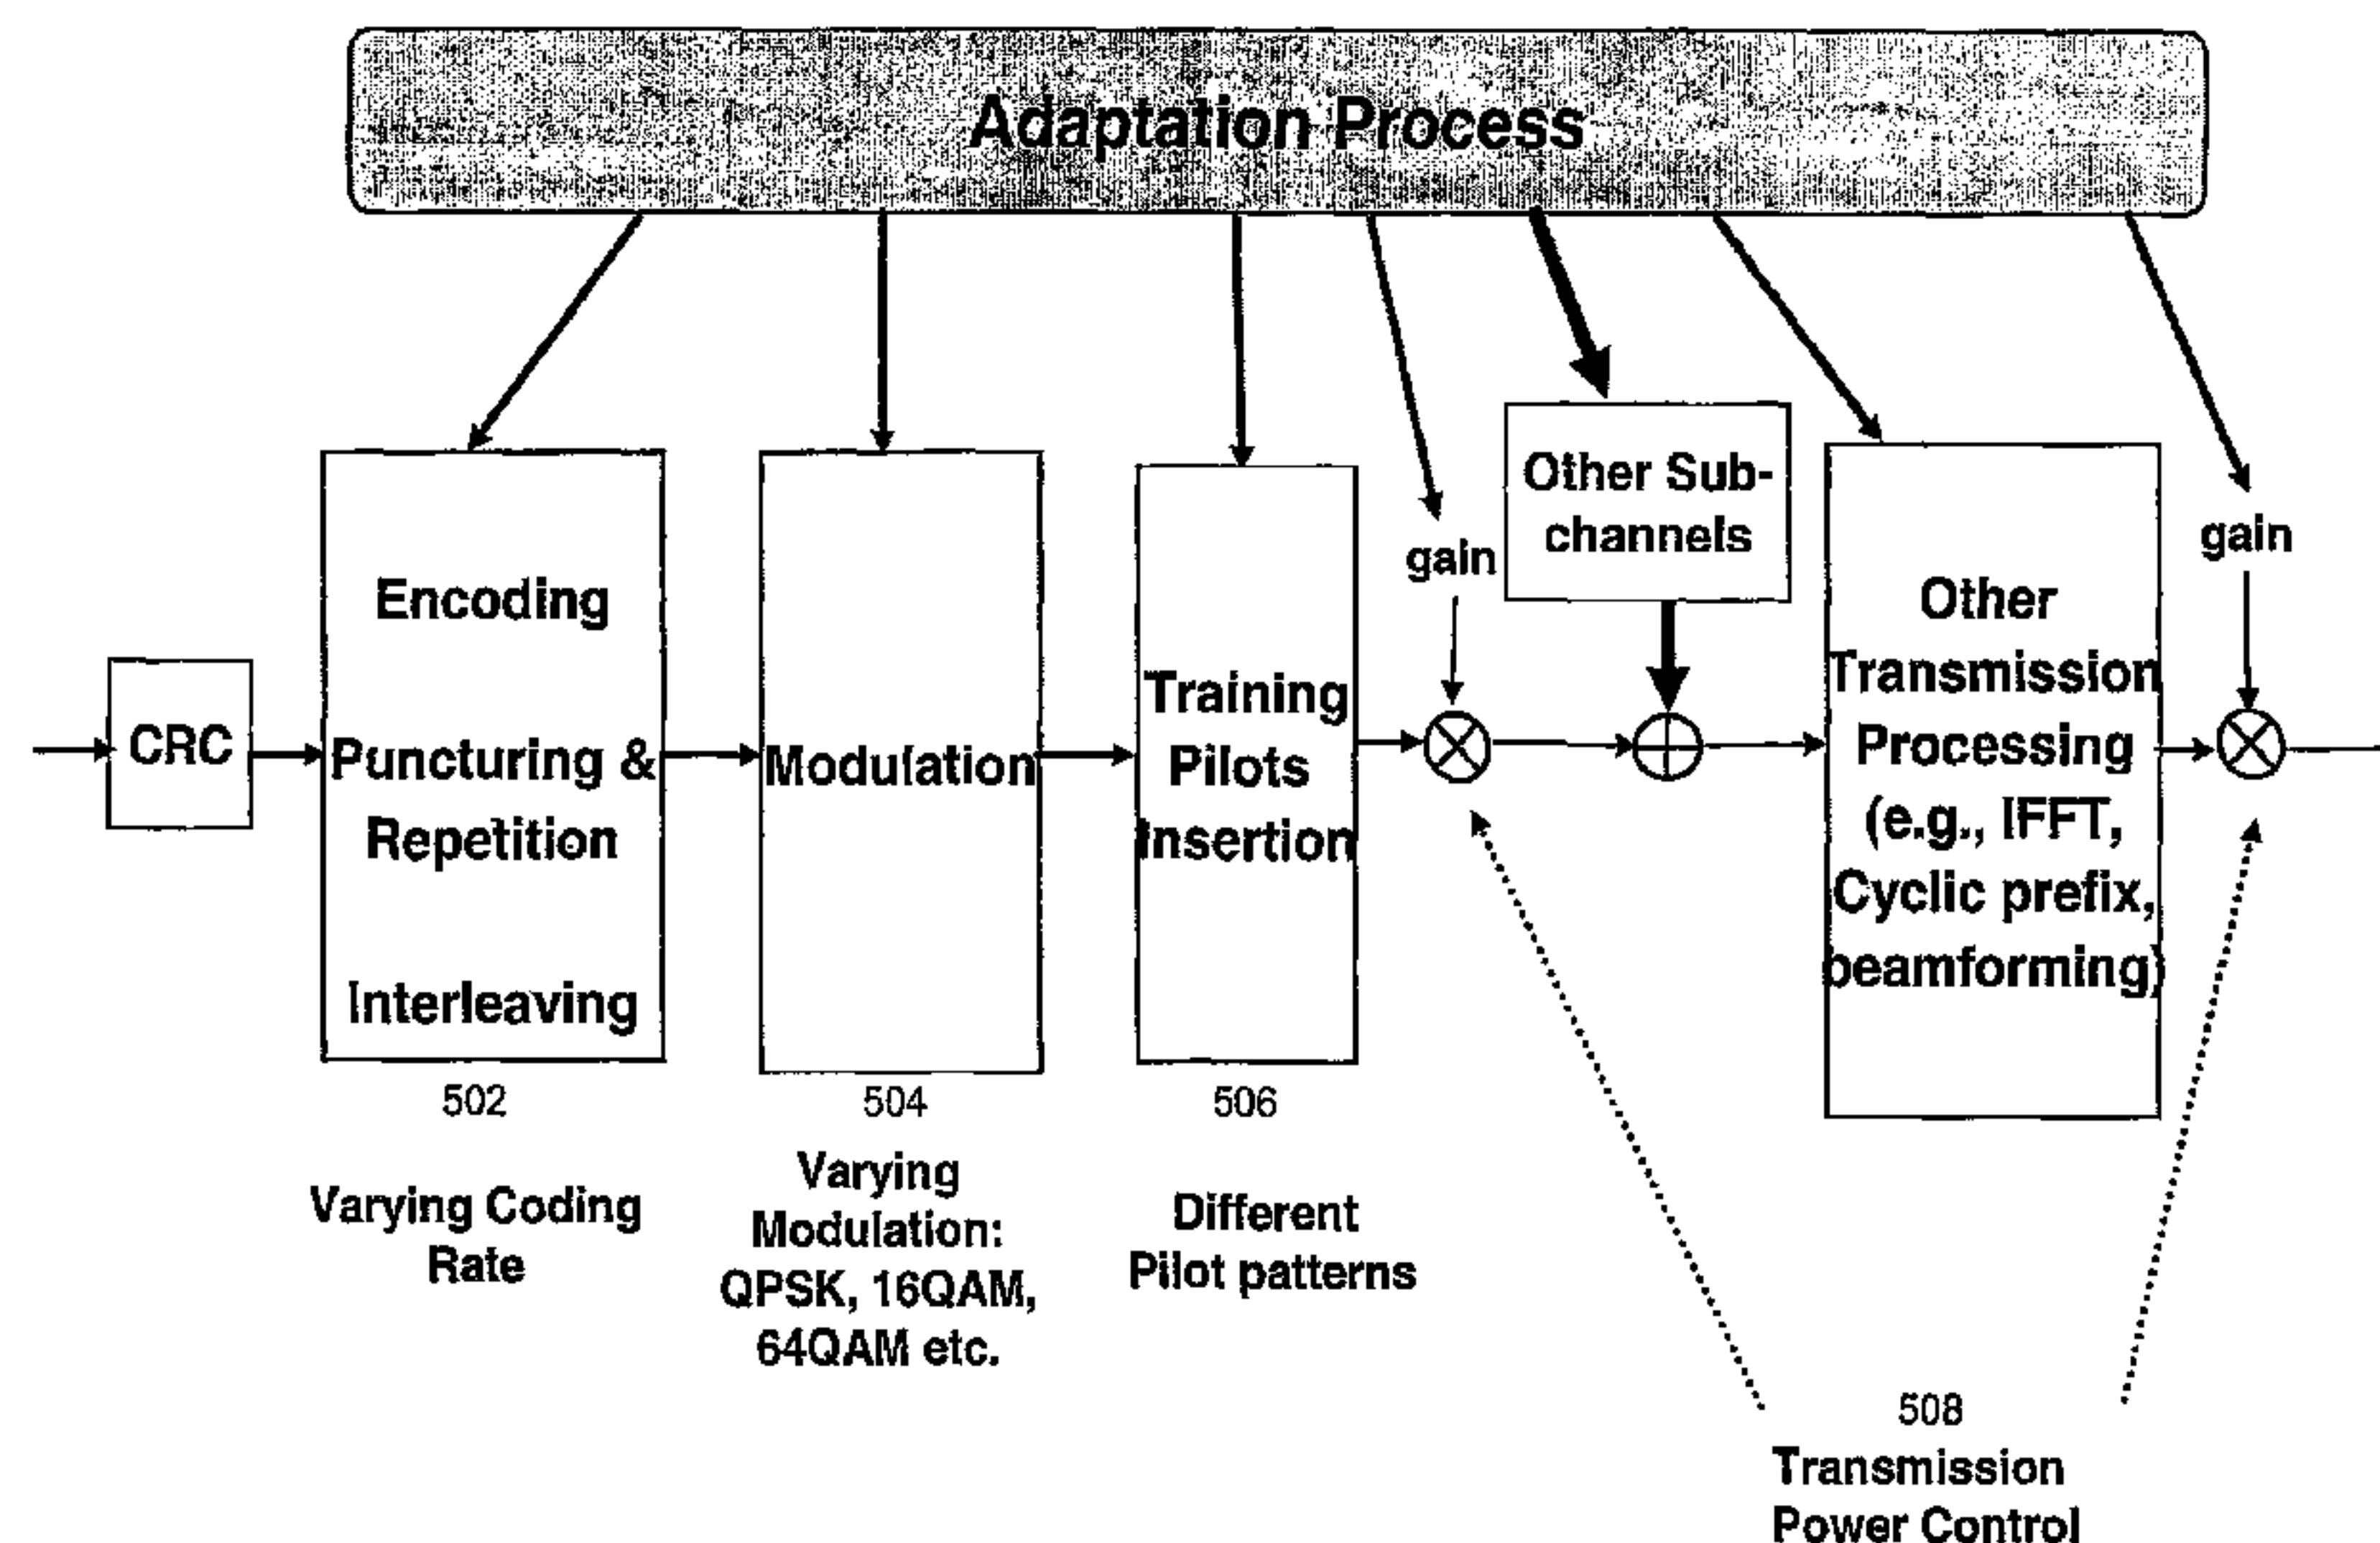 Adaptation Process
CRC
Encoding
Puncturing &
Repetition
Interleaving
502
Varying Coding
Rate
Modulation
504
Varying
Modulation:
QPSK, 16QAM,
64QAM etc.
Training
Pilots
Insertion
506
Different
Pilot patterns
gain
Other Sub-
channels
Other
Transmission
Processing
(e.g., IFFT,
Cyclic prefix,
beamforming)
gain
508
Transmission
Power Control